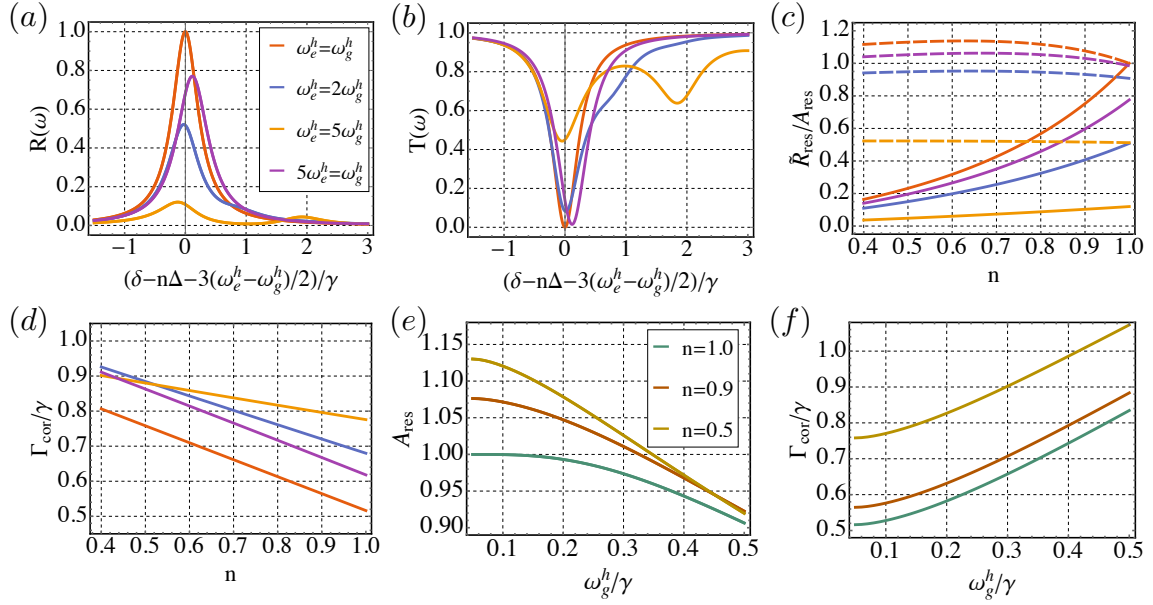 (a)
1.0
0.8
0.6
0.4
0.2
0.0
R(ω)
ω_e^h=ω_g^h
ω_e^h=2ω_g^h
ω_e^h=5ω_g^h
5ω_e^h=ω_g^h
−1 0 1 2 3
(δ−nΔ−3(ω_e^h−ω_g^h)/2)/γ
(b)
1.0
0.8
0.6
0.4
0.2
0.0
T(ω)
−1 0 1 2 3
(δ−nΔ−3(ω_e^h−ω_g^h)/2)/γ
(c)
1.2
1.0
0.8
0.6
0.4
0.2
0.0
R̃_res/A_res
0.4 0.5 0.6 0.7 0.8 0.9 1.0
n
(d)
1.0
0.9
0.8
0.7
0.6
0.5
Γ_cor/γ
0.4 0.5 0.6 0.7 0.8 0.9 1.0
n
(e)
1.15
1.10
1.05
1.00
0.95
0.90
A_res
n=1.0
n=0.9
n=0.5
0.1 0.2 0.3 0.4 0.5
ω_g^h/γ
(f)
1.0
0.9
0.8
0.7
0.6
0.5
Γ_cor/γ
0.1 0.2 0.3 0.4 0.5
ω_g^h/γ